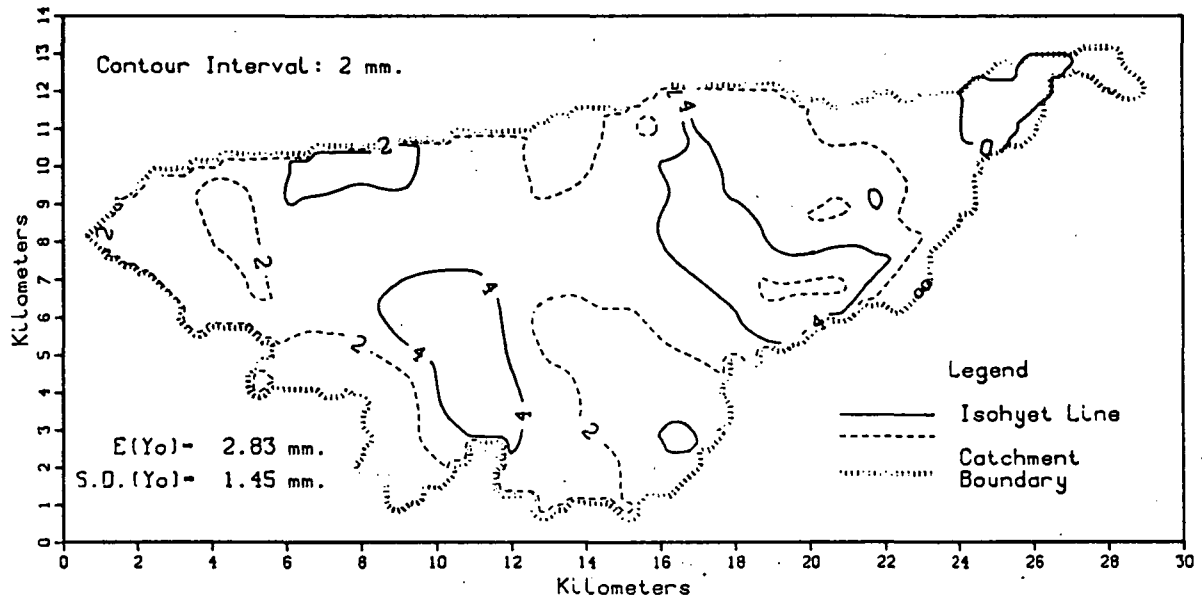 Contour Interval: 2 mm.
Kilometers
14
13
12
11
10
9
8
7
6
5
4
3
2
1
0
2
2
2
2
2
4
4
4
4
4
2
0
Legend
Isohyet Line
Catchment
Boundary
E(Yo)= 2.83 mm.
S.D.(Yo)= 1.45 mm.
0 2 4 6 8 10 12 14 16 18 20 22 24 26 28 30
Kilometers